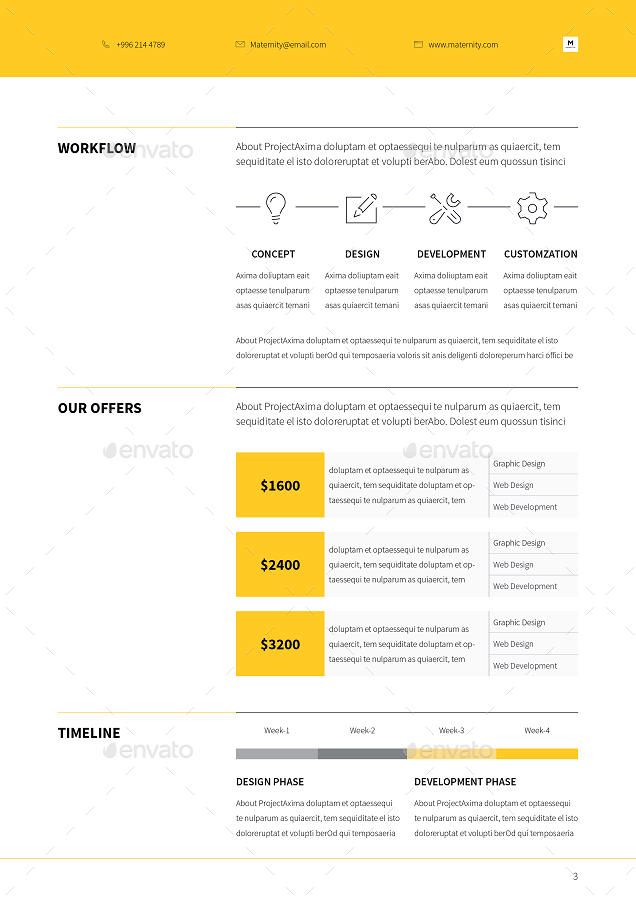 +996 214 4789
Maternity@email.com
www.maternity.com
M
WORKFLOW
About ProjectAxima doluptam et optaessequi te nulparum as quiaercit, tem
sequiditate el isto doloreruptat et volupti berAbo. Dolest eum quossun tisinci
envato
envato
CONCEPT
Axima doliuptam eait
optaesse tenulparum
asas quiaercit temani
DESIGN
Axima doliuptam eait
optaesse tenulparum
asas quiaercit temani
DEVELOPMENT
Axima doliuptam eait
optaesse tenulparum
asas quiaercit temani
CUSTOMZATION
Axima doliuptam eait
optaesse tenulparum
asas quiaercit temani
About ProjectAxima doluptam et optaessequi te nulparum as quiaercit, tem sequiditate el isto
doloreruptat et volupti berOd qui temposaeria voloris sit anis deligenti doloreperum harci offici be
OUR OFFERS
About ProjectAxima doluptam et optaessequi te nulparum as quiaercit, tem
sequiditate el isto doloreruptat et volupti berAbo. Dolest eum quossun tisinci
envato
envato
$1600
doluptam et optaessequi te nulparum as
quiaercit, tem sequiditate doluptam et op-
taessequi te nulparum as quiaercit, tem
Graphic Design
Web Design
Web Development
$2400
doluptam et optaessequi te nulparum as
quiaercit, tem sequiditate doluptam et op-
taessequi te nulparum as quiaercit, tem
Graphic Design
Web Design
Web Development
$3200
doluptam et optaessequi te nulparum as
quiaercit, tem sequiditate doluptam et op-
taessequi te nulparum as quiaercit, tem
Graphic Design
Web Design
Web Development
TIMELINE
Week-1
Week-2
Week-3
Week-4
envato
envato
DESIGN PHASE
About ProjectAxima doluptam et optaessequi
te nulparum as quiaercit, tem sequiditate el isto
doloreruptat et volupti berOd qui temposaeria
DEVELOPMENT PHASE
About ProjectAxima doluptam et optaessequi
te nulparum as quiaercit, tem sequiditate el isto
doloreruptat et volupti berOd qui temposaeria
3